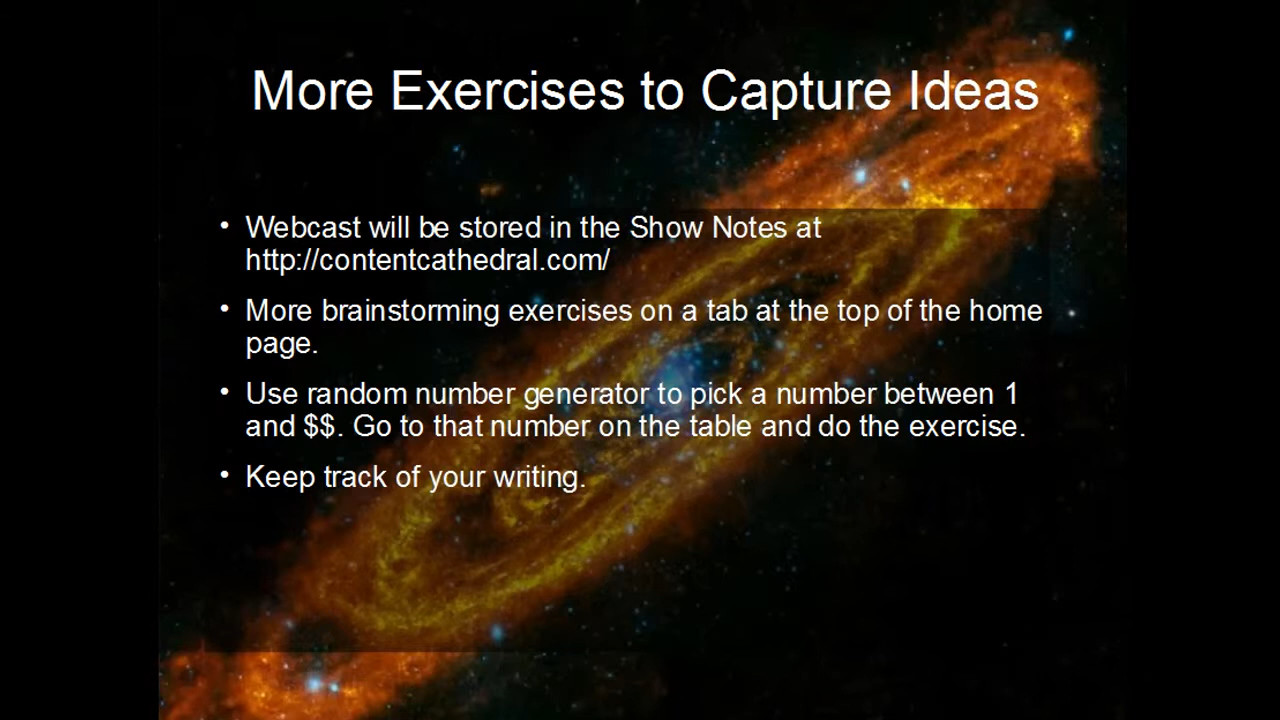 More Exercises to Capture Ideas
• Webcast will be stored in the Show Notes at
http://contentcathedral.com/
• More brainstorming exercises on a tab at the top of the home
page.
• Use random number generator to pick a number between 1
and $$. Go to that number on the table and do the exercise.
• Keep track of your writing.